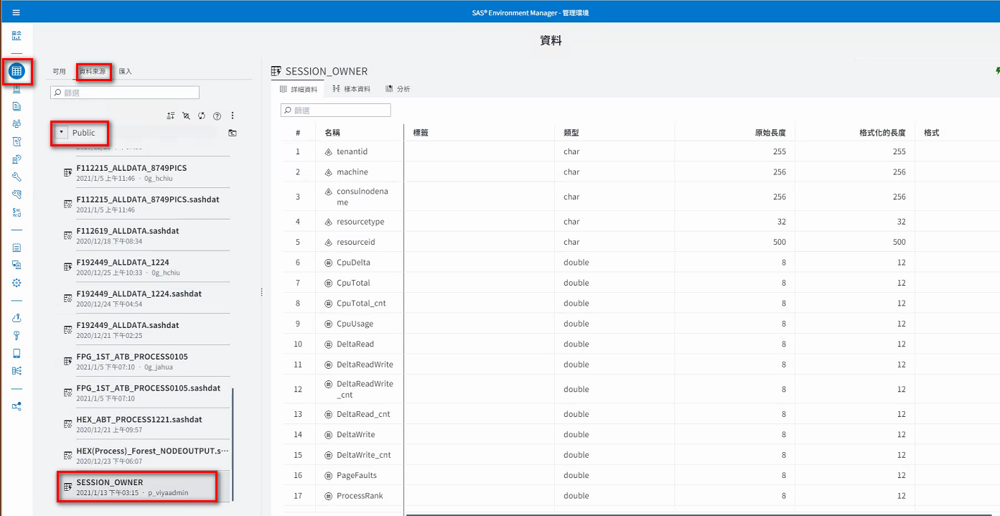 SAS® Environment Manager - 管理環境
資料
可用 資料來源 匯入
篩選
Public
F112215_ALLDATA_8749PICS
2021/1/5 上午11:46 · 0g_hchiu
F112215_ALLDATA_8749PICS.sashdat
2021/1/5 上午11:46
F112619_ALLDATA.sashdat
2020/12/18 下午08:34
F192449_ALLDATA_1224
2020/12/25 上午10:33 · 0g_hchiu
F192449_ALLDATA_1224.sashdat
2020/12/24 下午04:54
F192449_ALLDATA.sashdat
2020/12/21 下午02:25
FPG_1ST_ATB_PROCESS0105
2021/1/5 下午07:10 · 0g_jahua
FPG_1ST_ATB_PROCESS0105.sashdat
2021/1/5 下午07:10
HEX_ABT_PROCESS1221.sashdat
2020/12/21 上午09:57
HEX(Process)_Forest_NODEOUTPUT.s···
2020/12/23 下午06:07
SESSION_OWNER
2021/1/13 下午03:15 · p_viyaadmin
SESSION_OWNER
詳細資料 樣本資料 分析
篩選
# 名稱 標籤 類型 原始長度 格式化的長度 格式
1 tenantid char 255 255
2 machine char 256 256
3 consulnodena
me char 256 256
4 resourcetype char 32 32
5 resourceid char 500 500
6 CpuDelta double 8 12
7 CpuTotal double 8 12
8 CpuTotal_cnt double 8 12
9 CpuUsage double 8 12
10 DeltaRead double 8 12
11 DeltaReadWrite double 8 12
12 DeltaReadWrite
_cnt double 8 12
13 DeltaRead_cnt double 8 12
14 DeltaWrite double 8 12
15 DeltaWrite_cnt double 8 12
16 PageFaults double 8 12
17 ProcessRank double 8 12